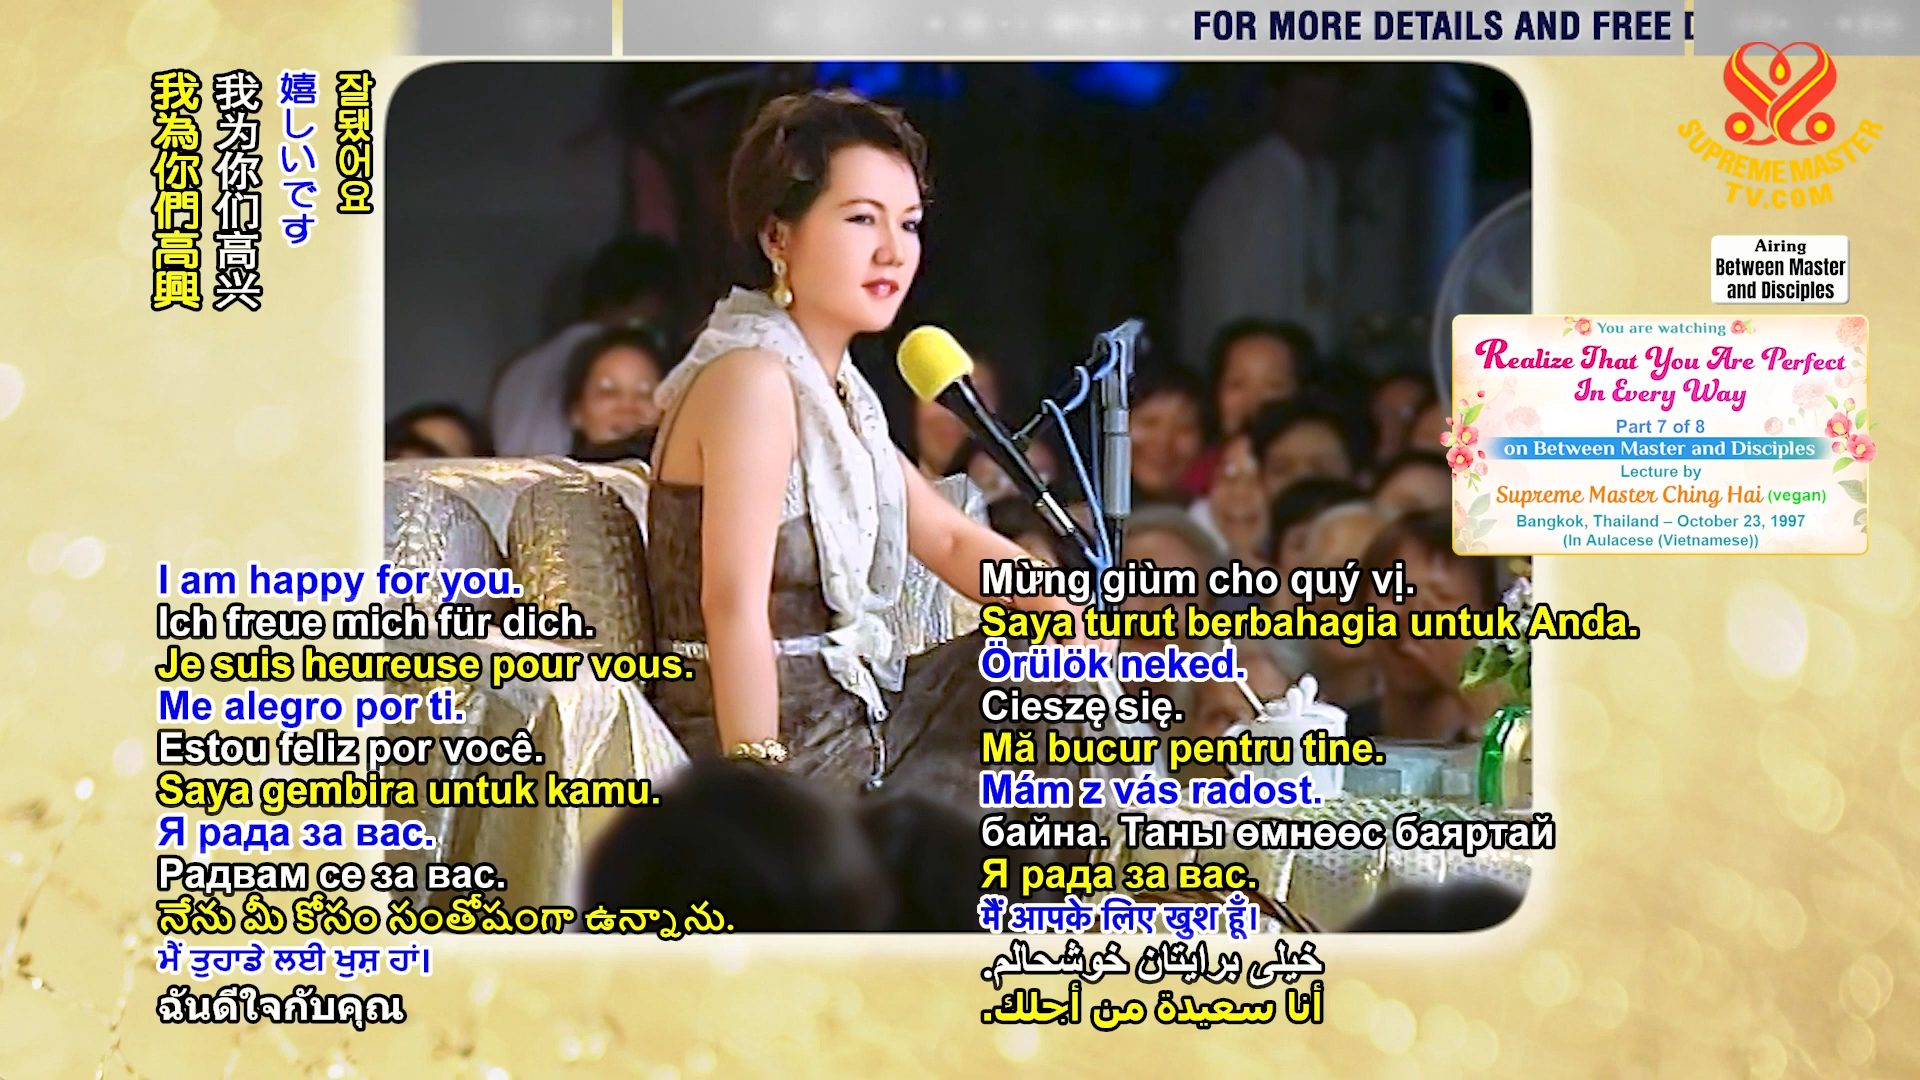 FOR MORE DETAILS AND FREE D
我為你們高興
我为你们高兴
嬉しいです
잘됐어요
SUPREME MASTER
TV.COM
Airing
Between Master
and Disciples
You are watching
Realize That You Are Perfect
In Every Way
Part 7 of 8
on Between Master and Disciples
Lecture by
Supreme Master Ching Hai (vegan)
Bangkok, Thailand – October 23, 1997
(In Aulacese (Vietnamese))
I am happy for you.
Ich freue mich für dich.
Je suis heureuse pour vous.
Me alegro por ti.
Estou feliz por você.
Saya gembira untuk kamu.
Я рада за вас.
Радвам се за вас.
నేను మీ కోసం సంతోషంగా ఉన్నాను.
ਮੈਂ ਤੁਹਾਡੇ ਲਈ ਖੁਸ਼ ਹਾਂ।
ฉันดีใจกับคุณ
Mừng giùm cho quý vị.
Saya turut berbahagia untuk Anda.
Örülök neked.
Cieszę się.
Mă bucur pentru tine.
Mám z vás radost.
байна. Таны өмнөөс баяртай
Я рада за вас.
मैं आपके लिए खुश हूँ।
خیلی برایتان خوشحالم.
أنا سعيدة من أجلك.